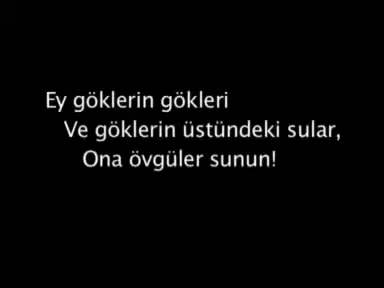 Ey göklerin gökleri
Ve göklerin üstündeki sular,
Ona övgüler sunun!